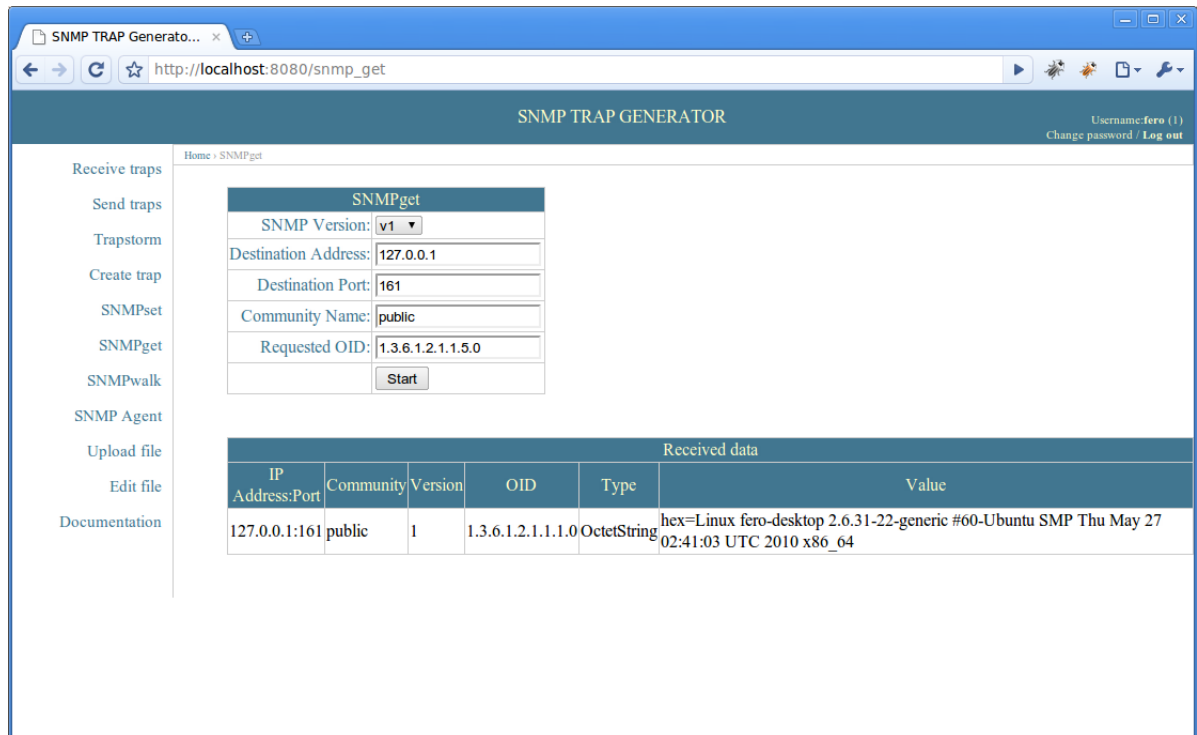 SNMP TRAP Generato...
http://localhost:8080/snmp_get
SNMP TRAP GENERATOR
Username:fero (1)
Change password / Log out
Home › SNMPget
Receive traps
Send traps
Trapstorm
Create trap
SNMPset
SNMPget
SNMPwalk
SNMP Agent
Upload file
Edit file
Documentation
SNMPget
SNMP Version: v1
Destination Address: 127.0.0.1
Destination Port: 161
Community Name: public
Requested OID: 1.3.6.1.2.1.1.5.0
Start
Received data
IP Address:Port Community Version OID Type Value
127.0.0.1:161 public 1 1.3.6.1.2.1.1.1.0 OctetString hex=Linux fero-desktop 2.6.31-22-generic #60-Ubuntu SMP Thu May 27
02:41:03 UTC 2010 x86_64